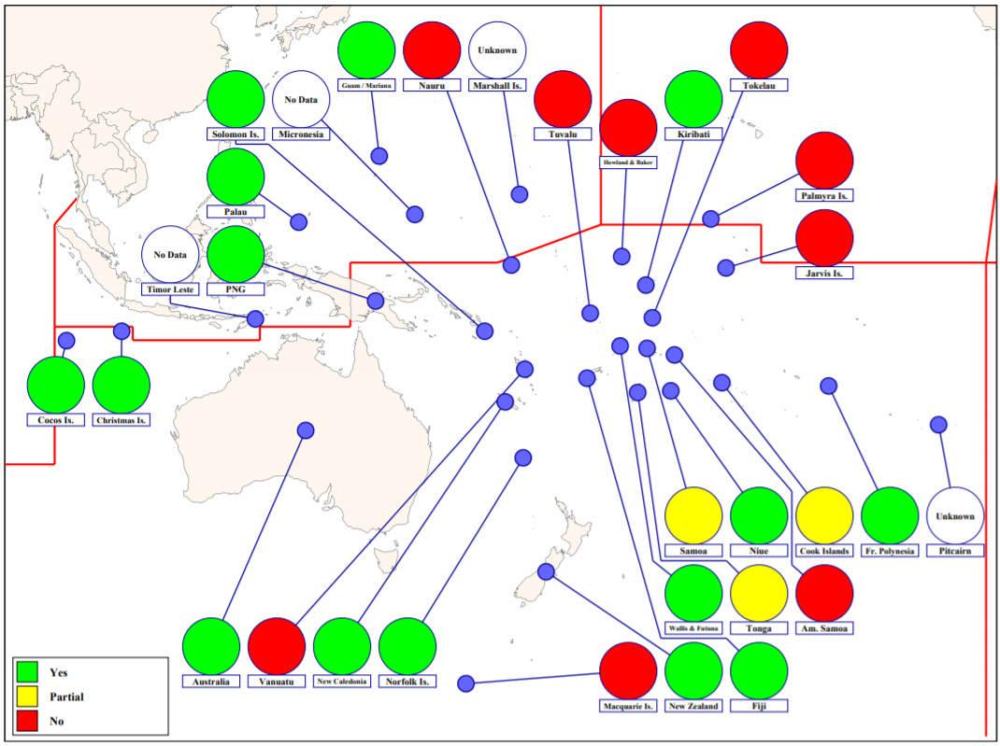 Unknown
Guam / Mariana
Nauru
Marshall Is.
Tokelau
No Data
Solomon Is.
Micronesia
Tuvalu
Kiribati
Howland & Baker
Palmyra Is.
Palau
No Data
Timor Leste
PNG
Jarvis Is.
Cocos Is.
Christmas Is.
Unknown
Samoa
Niue
Cook Islands
Fr. Polynesia
Pitcairn
Wallis & Futuna
Tonga
Am. Samoa
Australia
Vanuatu
New Caledonia
Norfolk Is.
Macquarie Is.
New Zealand
Fiji
Yes
Partial
No